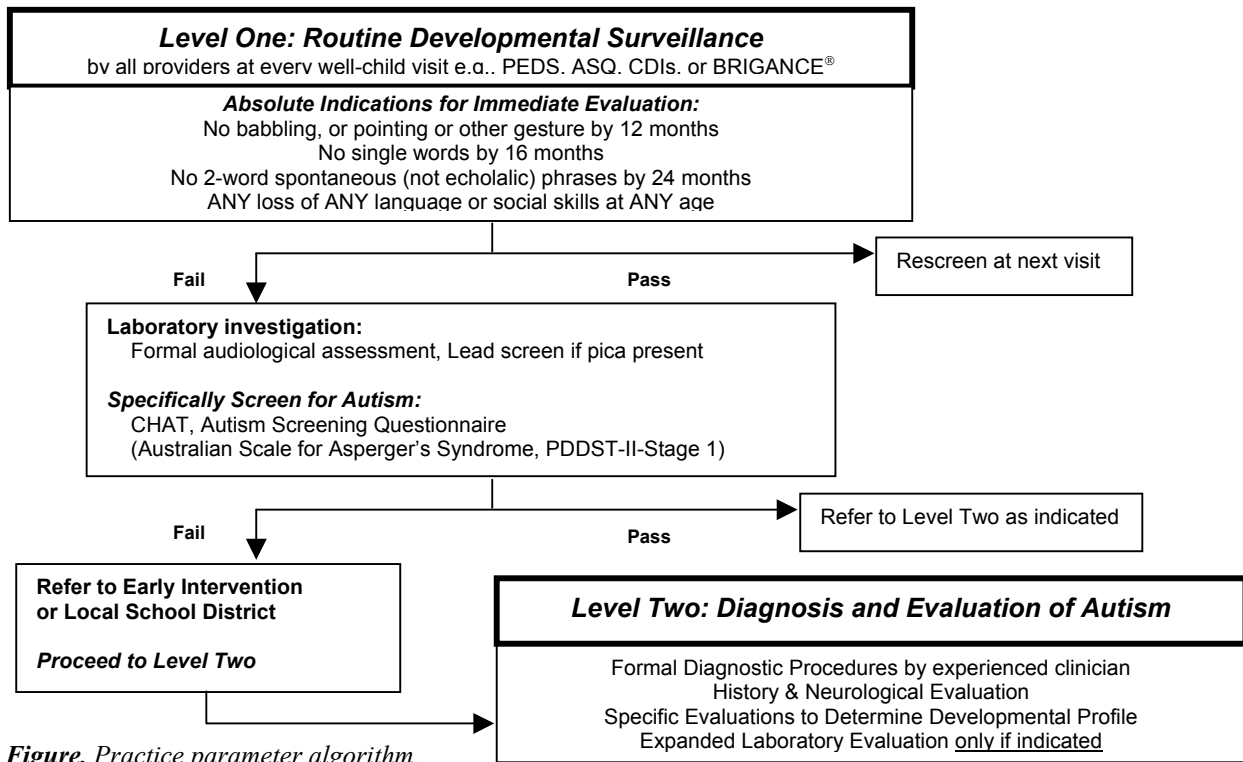 Level One: Routine Developmental Surveillance
by all providers at every well-child visit e.g., PEDS, ASQ, CDIs, or BRIGANCE®
Absolute Indications for Immediate Evaluation:
No babbling, or pointing or other gesture by 12 months
No single words by 16 months
No 2-word spontaneous (not echolalic) phrases by 24 months
ANY loss of ANY language or social skills at ANY age
Rescreen at next visit
Fail
Pass
Laboratory investigation:
Formal audiological assessment, Lead screen if pica present
Specifically Screen for Autism:
CHAT, Autism Screening Questionnaire
(Australian Scale for Asperger's Syndrome, PDDST-II-Stage 1)
Refer to Level Two as indicated
Fail
Pass
Refer to Early Intervention
or Local School District
Proceed to Level Two
Level Two: Diagnosis and Evaluation of Autism
Formal Diagnostic Procedures by experienced clinician
History & Neurological Evaluation
Specific Evaluations to Determine Developmental Profile
Expanded Laboratory Evaluation only if indicated
Figure. Practice parameter algorithm